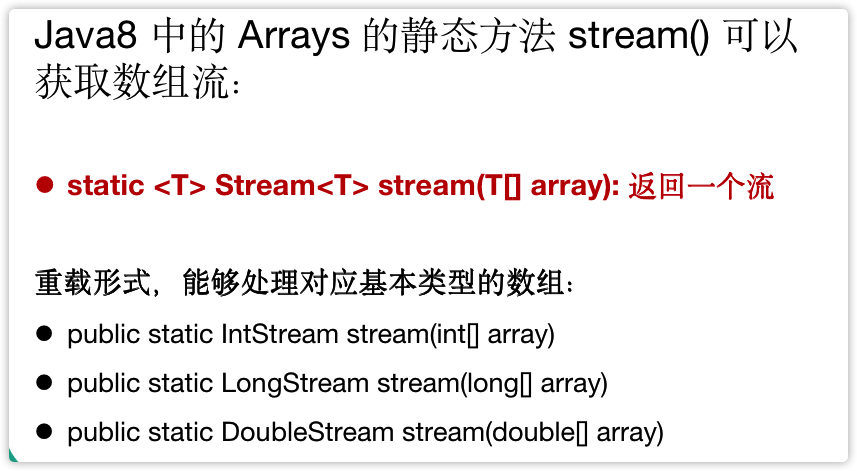 Java8 中的 Arrays 的静态方法 stream() 可以
获取数组流：
● static <T> Stream<T> stream(T[] array): 返回一个流
重载形式，能够处理对应基本类型的数组：
● public static IntStream stream(int[] array)
● public static LongStream stream(long[] array)
● public static DoubleStream stream(double[] array)